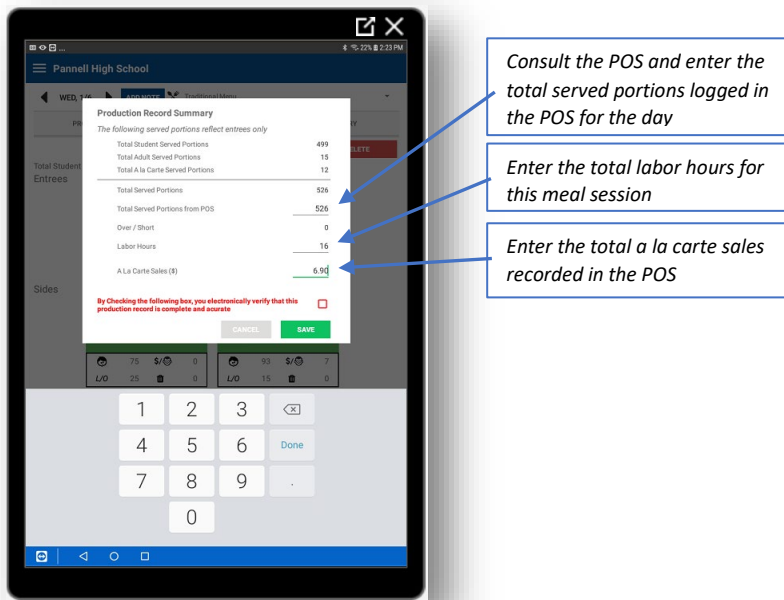 22% 2:23 PM
Pannell High School
WED, 1/6 ADD NOTE Traditional Menu
Production Record Summary
The following served portions reflect entrees only
Total Student Served Portions 499
Total Adult Served Portions 15
Total A la Carte Served Portions 12
Total Served Portions 526
Total Served Portions from POS 526
Over / Short 0
Labor Hours 16
A La Carte Sales ($) 6.90
By Checking the following box, you electronically verify that this
production record is complete and acurate
CANCEL SAVE
PR
RY
ELETE
Total Student
Entrees
Sides
75 $/ 0 93 $/ 7
L/O 25 0 L/O 15 0
1 2 3
4 5 6 Done
7 8 9 .
0
Consult the POS and enter the
total served portions logged in
the POS for the day
Enter the total labor hours for
this meal session
Enter the total a la carte sales
recorded in the POS